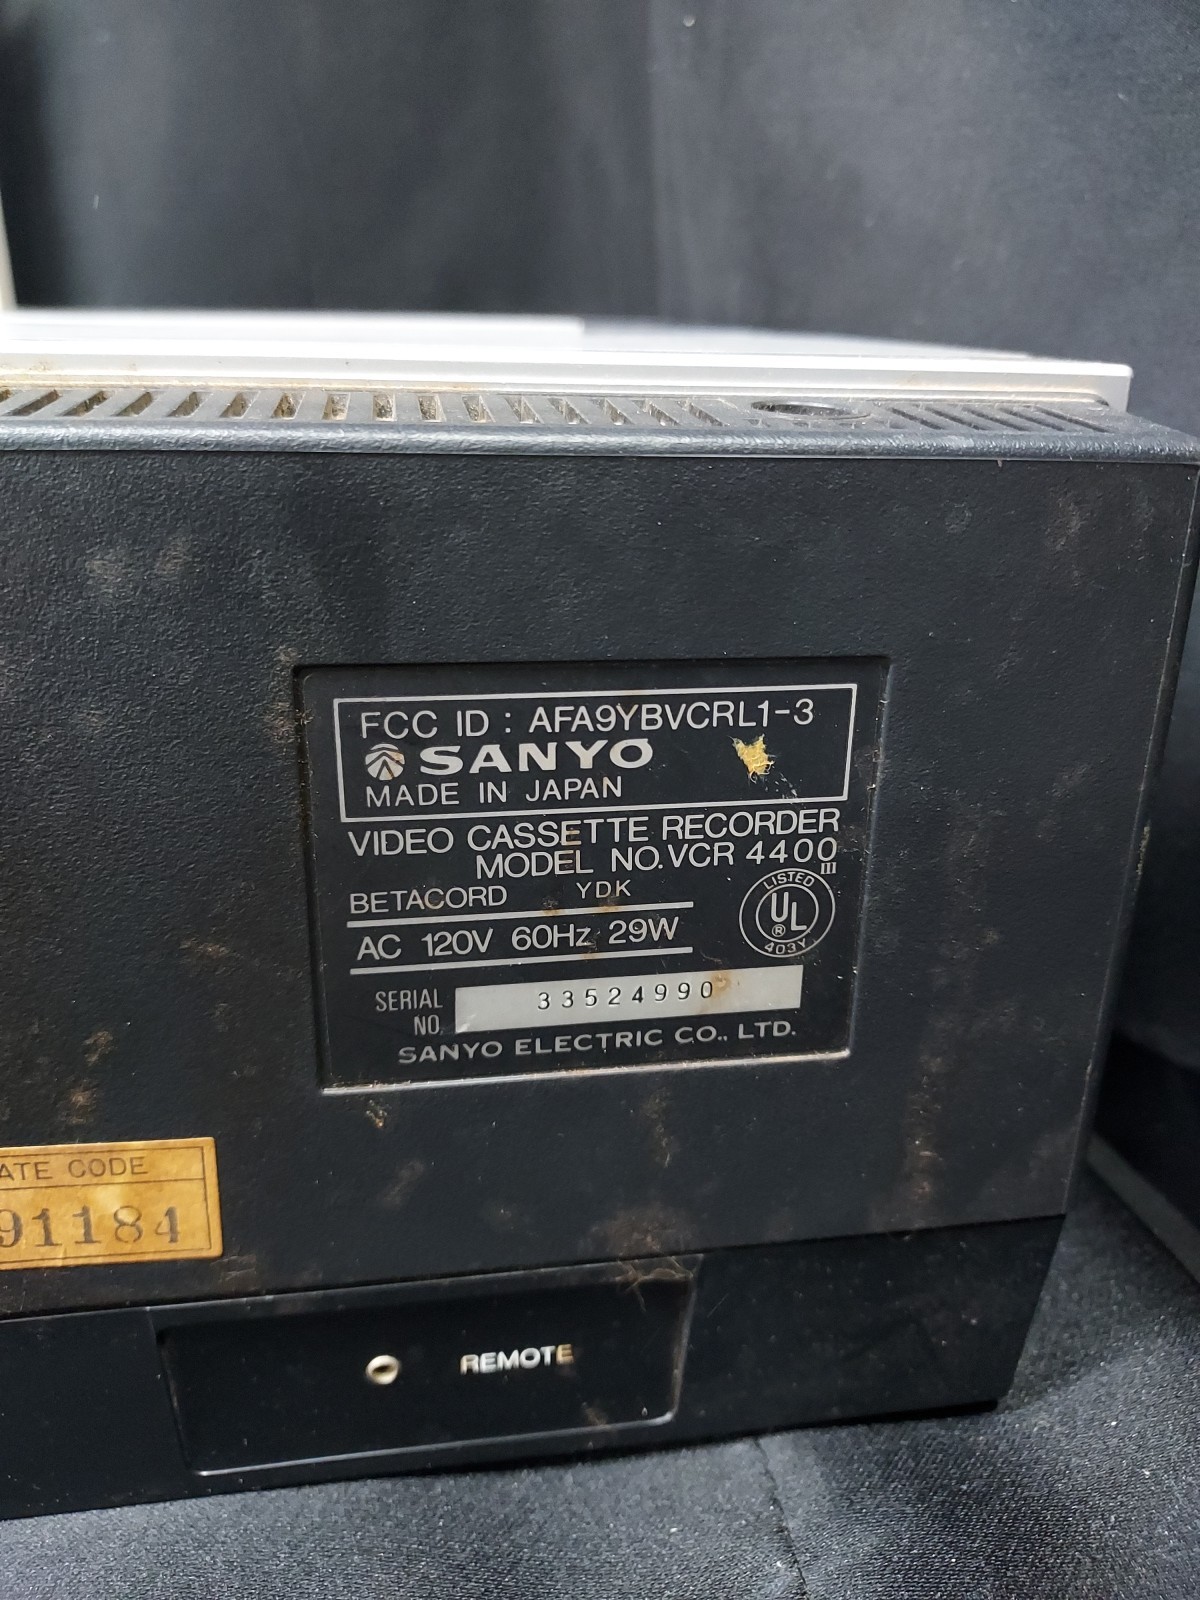 FCC ID : AFA9YBVCRL1-3
SANYO
MADE IN JAPAN
VIDEO CASSETTE RECORDER
MODEL NO. VCR 4400
III
BETACORD YDK
LISTED
UL
®
403Y
AC 120V 60Hz 29W
SERIAL NO. 33524990
SANYO ELECTRIC CO., LTD.
ATE CODE
91184
REMOTE